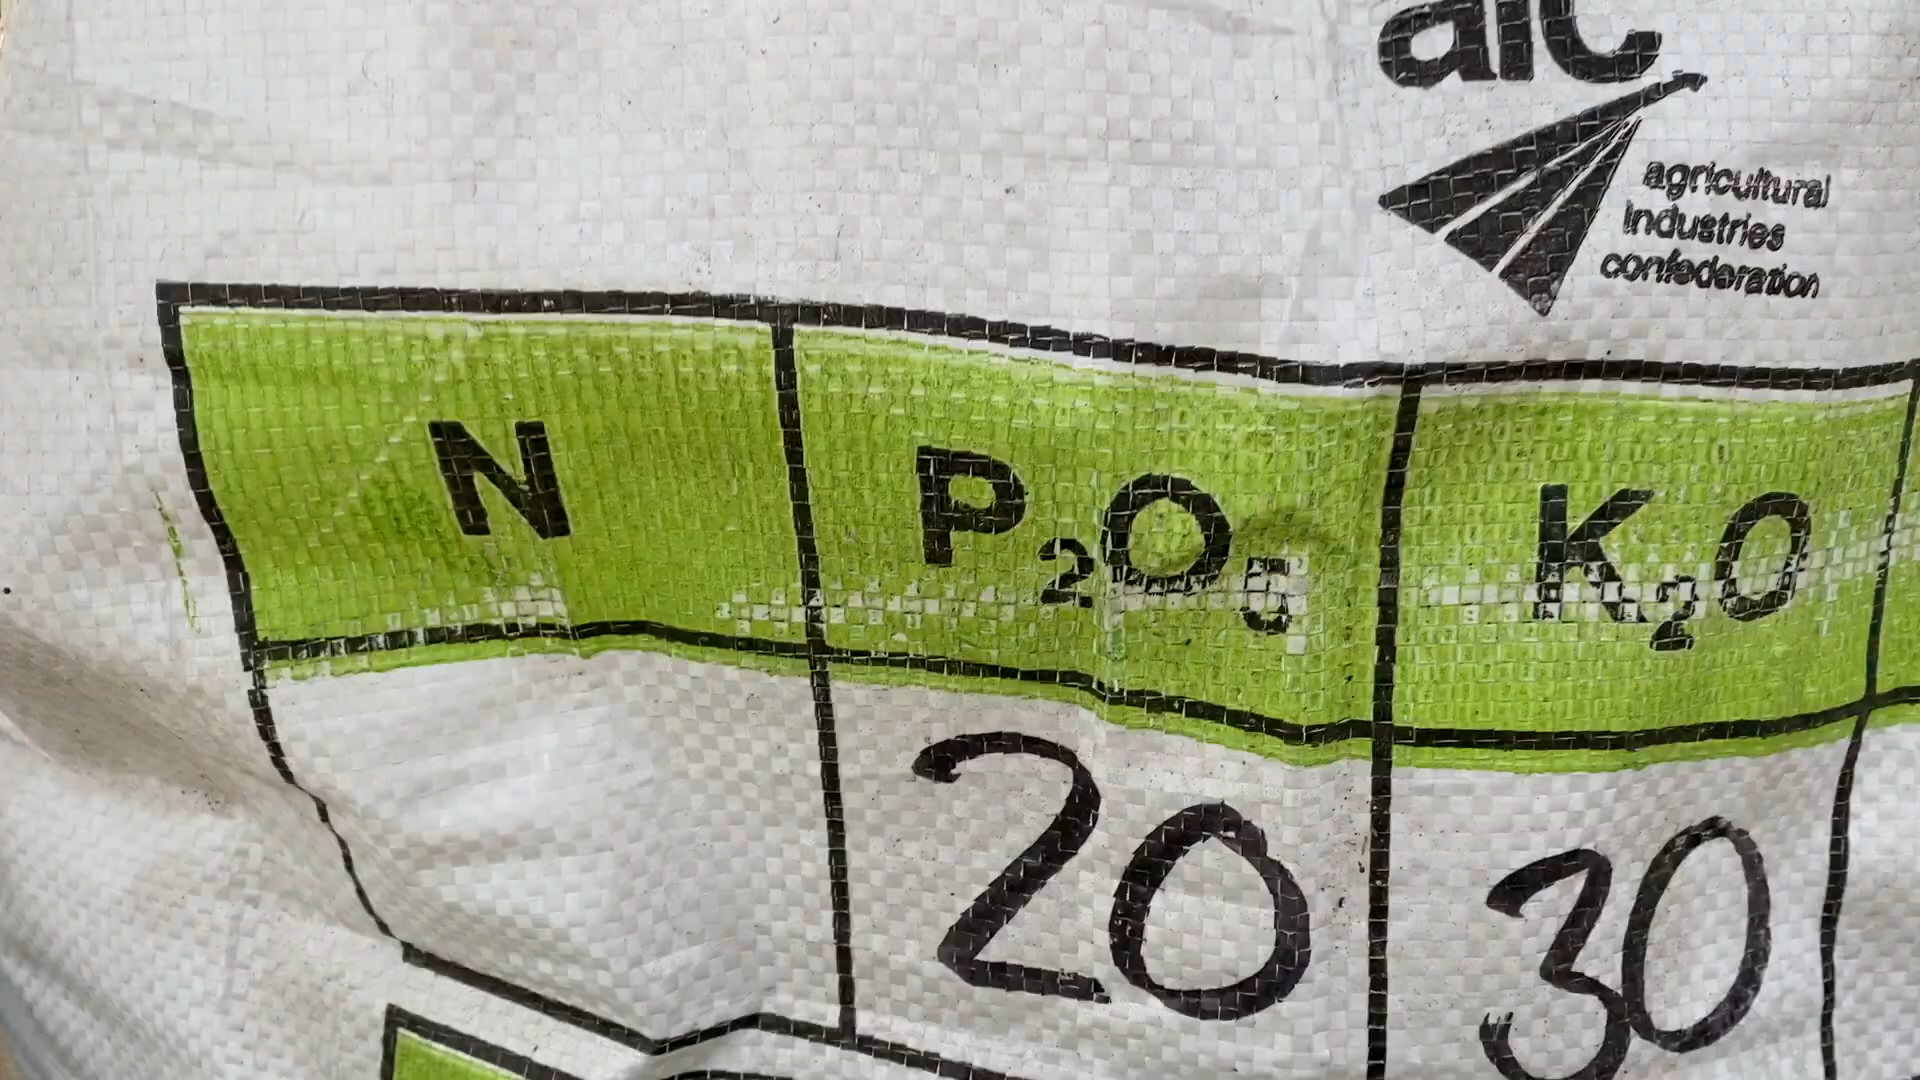 aic
agricultural
industries
confederation
N P₂O₅ K₂O
20 30